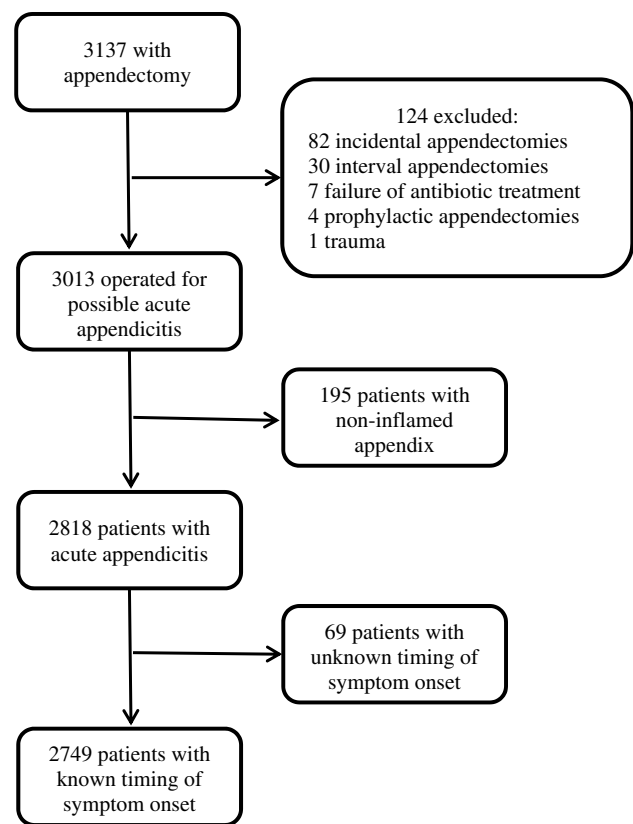 3137 with
appendectomy
124 excluded:
82 incidental appendectomies
30 interval appendectomies
7 failure of antibiotic treatment
4 prophylactic appendectomies
1 trauma
3013 operated for
possible acute
appendicitis
195 patients with
non-inflamed
appendix
2818 patients with
acute appendicitis
69 patients with
unknown timing of
symptom onset
2749 patients with
known timing of
symptom onset